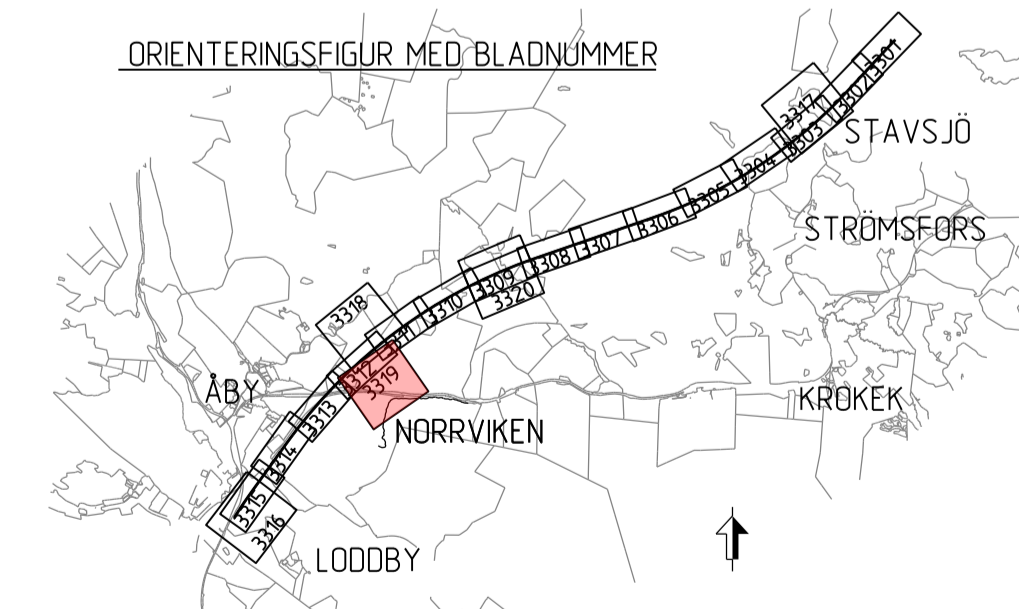 ORIENTERINGSFIGUR MED BLADNUMMER
3301
3302
3317
3303
STAVSJÖ
3304
3305
STRÖMSFORS
3306
3307
3308
3309
3320
3310
3318
3311
3312
3319
ÅBY
KROKEK
3313
NORRVIKEN
3314
3315
3316
LODDBY